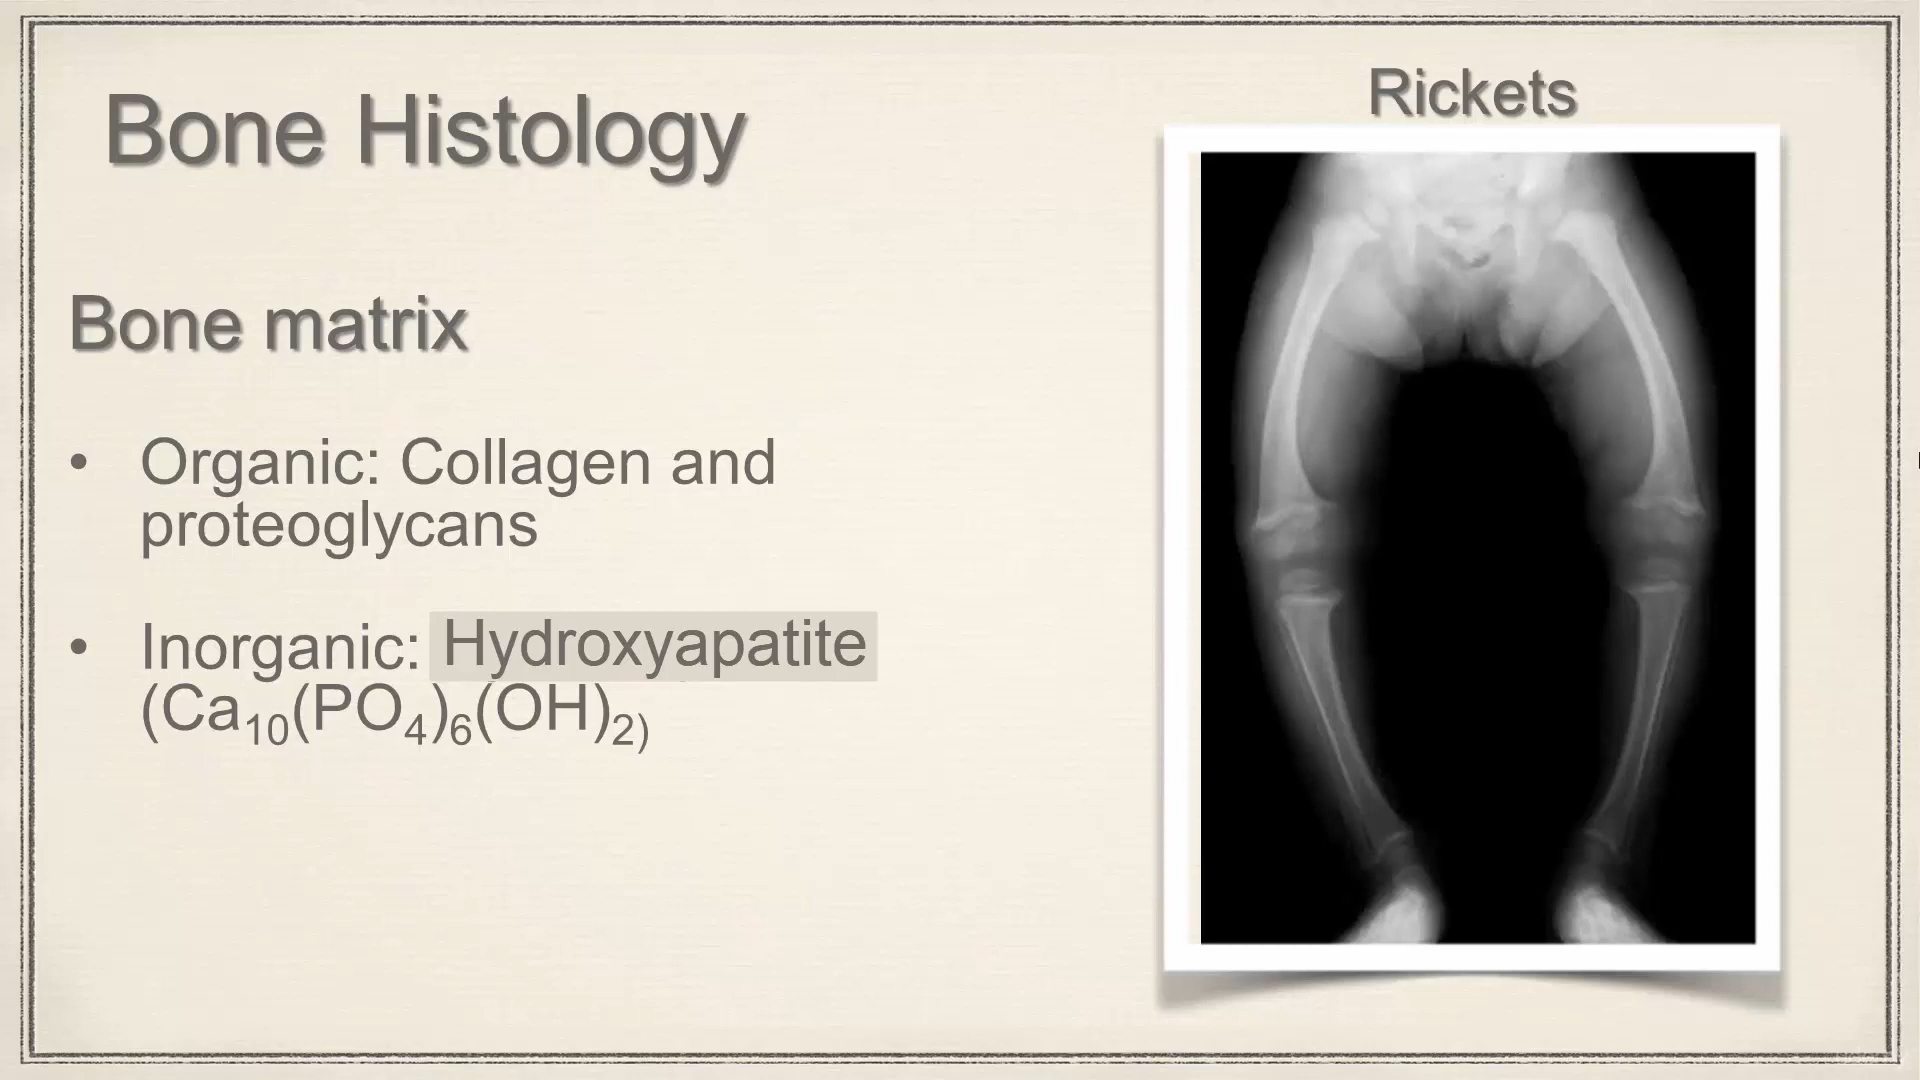 Bone Histology
Rickets
Bone matrix
• Organic: Collagen and
proteoglycans
• Inorganic: Hydroxyapatite
(Ca₁₀(PO₄)₆(OH)₂₎